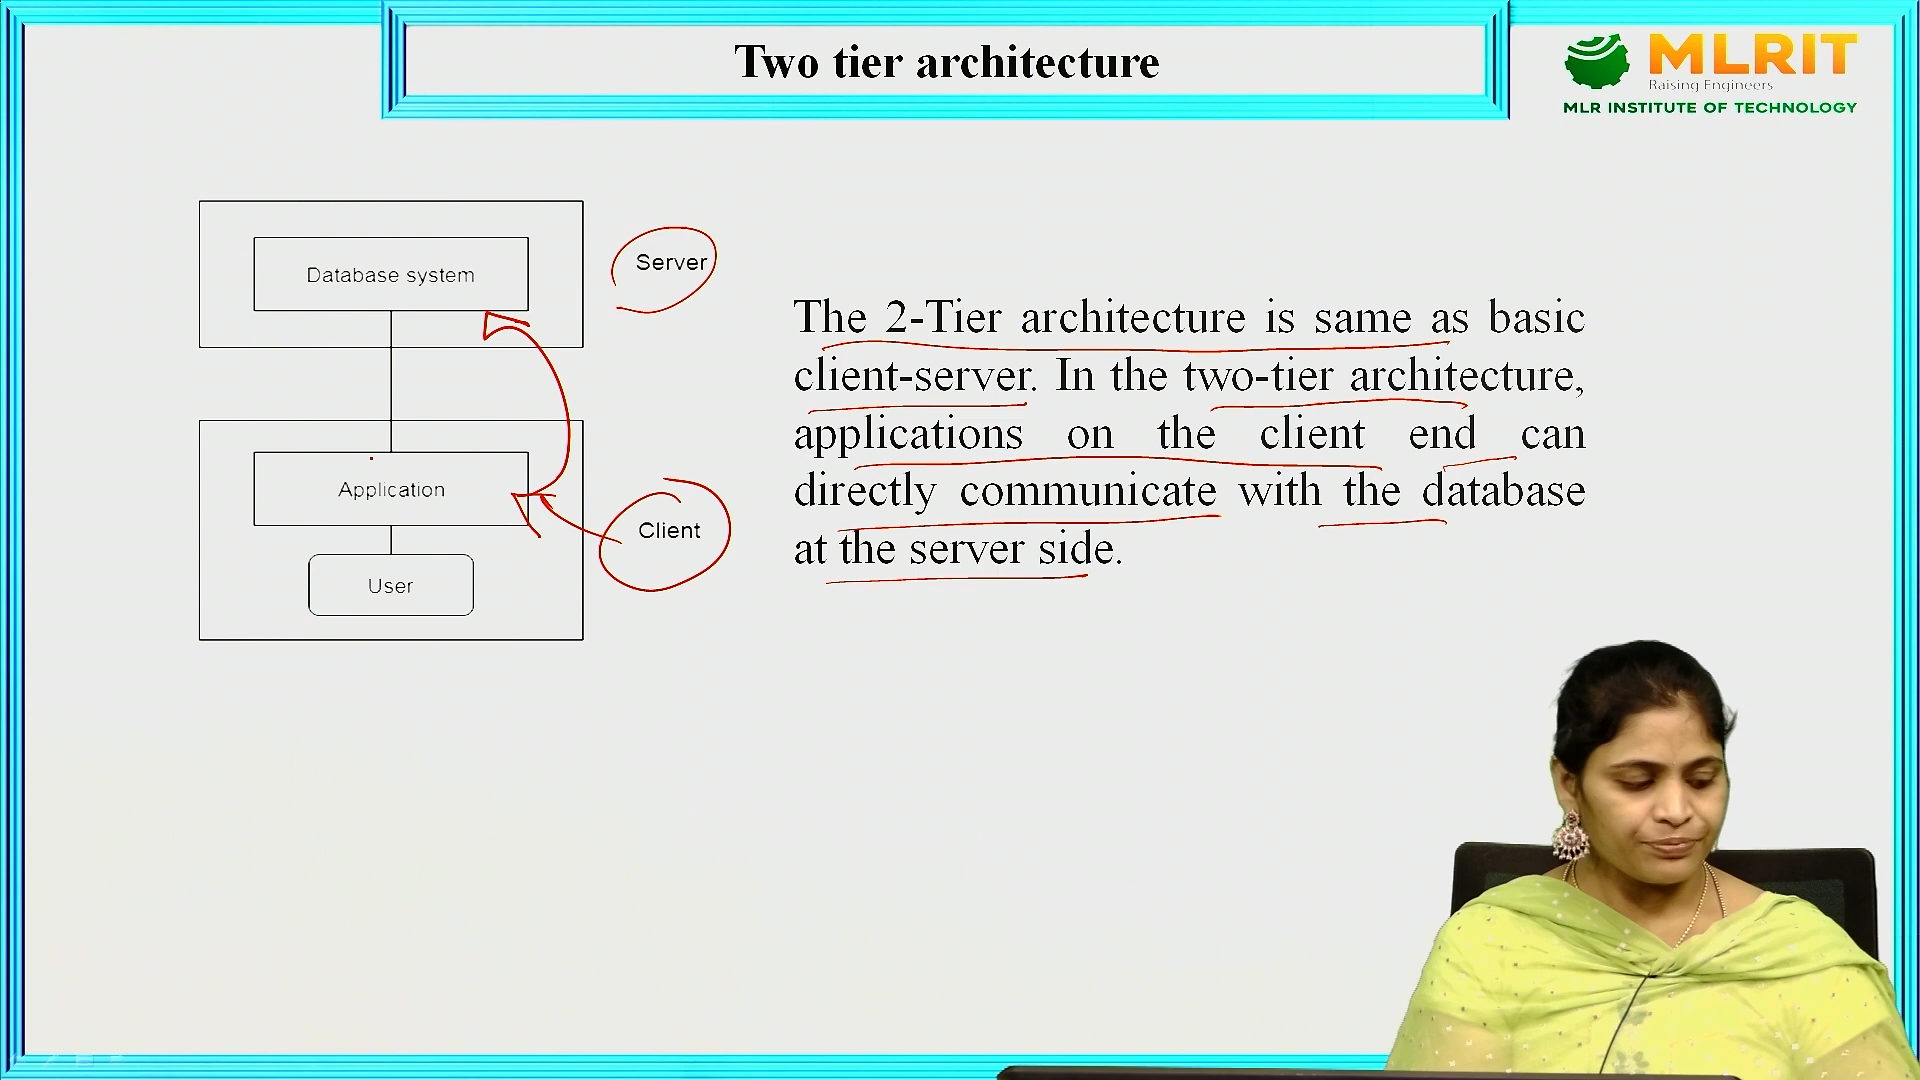 Two tier architecture
MLRIT
Raising Engineers
MLR INSTITUTE OF TECHNOLOGY
Database system
Server
Application
Client
User
The 2-Tier architecture is same as basic
client-server. In the two-tier architecture,
applications on the client end can
directly communicate with the database
at the server side.